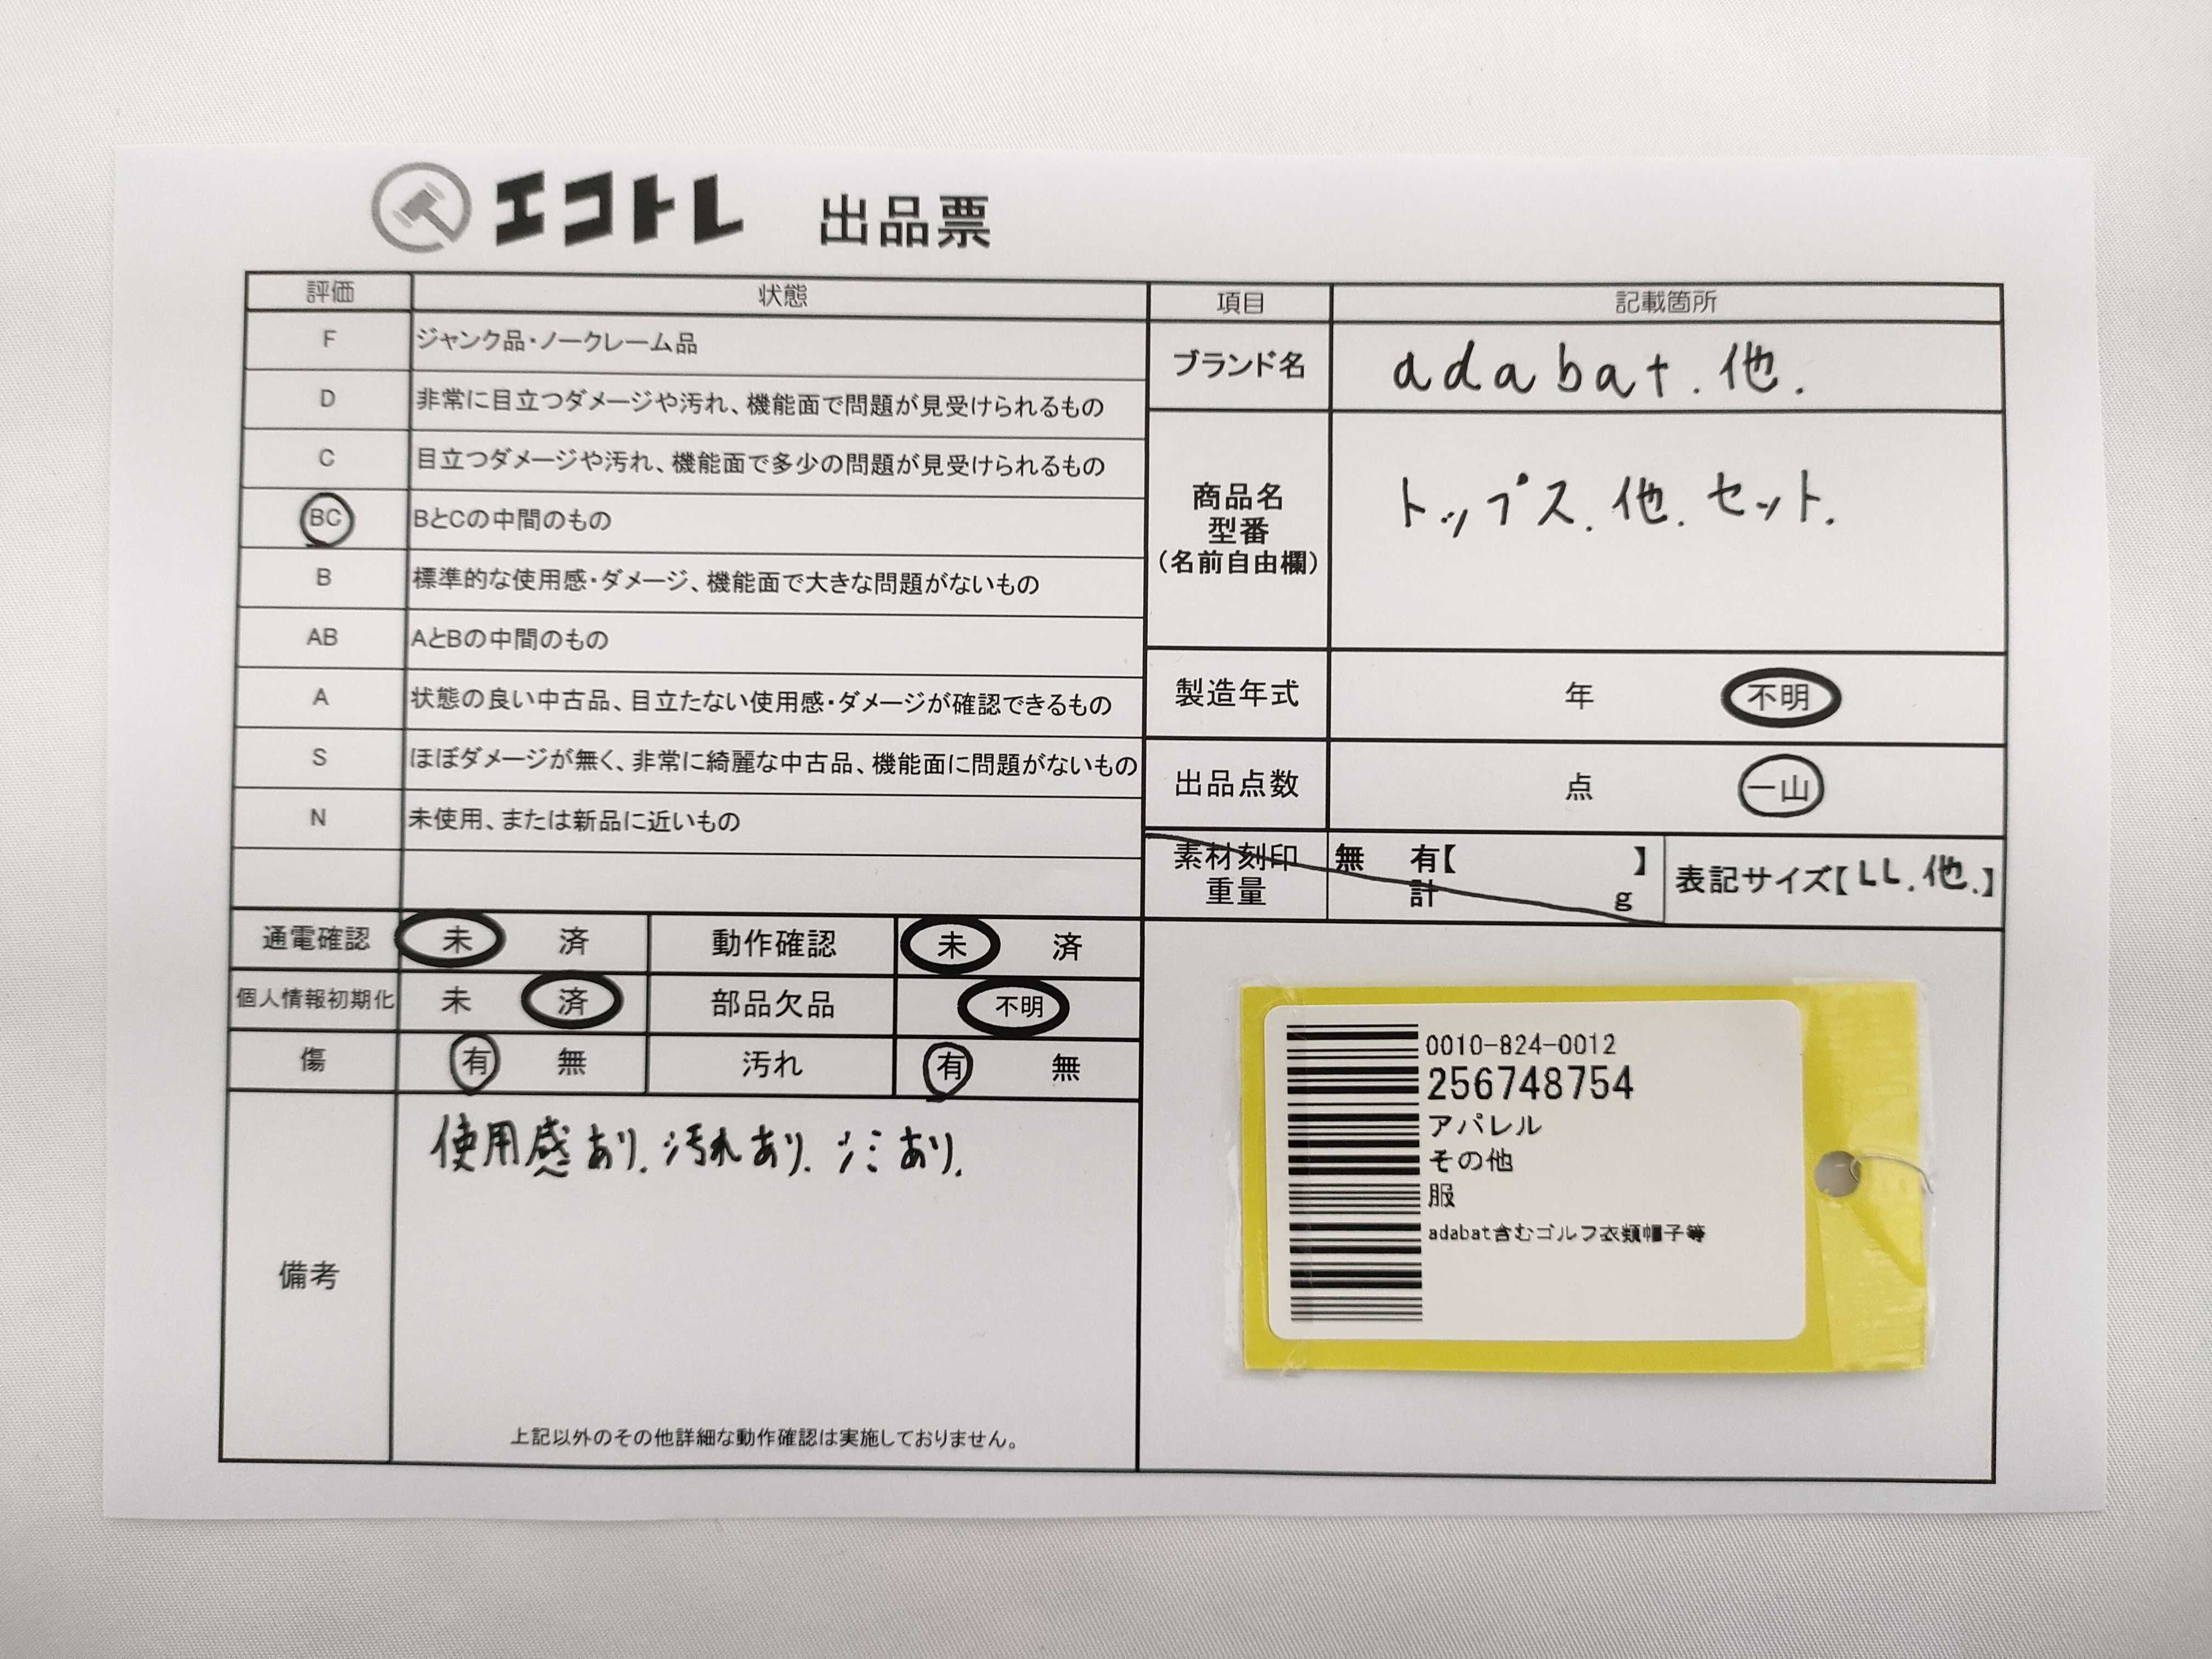 エコトレ 出品票
評価 状態
F ジャンク品・ノークレーム品
D 非常に目立つダメージや汚れ、機能面で問題が見受けられるもの
C 目立つダメージや汚れ、機能面で多少の問題が見受けられるもの
BC BとCの中間のもの
B 標準的な使用感・ダメージ、機能面で大きな問題がないもの
AB AとBの中間のもの
A 状態の良い中古品、目立たない使用感・ダメージが確認できるもの
S ほぼダメージが無く、非常に綺麗な中古品、機能面に問題がないもの
N 未使用、または新品に近いもの
通電確認 未 済 動作確認 未 済
個人情報初期化 未 済 部品欠品 不明
傷 有 無 汚れ 有 無
備考
使用感あり.汚れあり.シミあり.
上記以外のその他詳細な動作確認は実施しておりません。
項目 記載箇所
ブランド名 adabat.他.
商品名
型番
(名前自由欄)
トップス.他.セット.
製造年式 年 不明
出品点数 点 一山
素材刻印 無 有【 】
重量 計 g
表記サイズ【LL.他.】
0010-824-0012
256748754
アパレル
その他
服
adabat含むゴルフ衣類帽子等